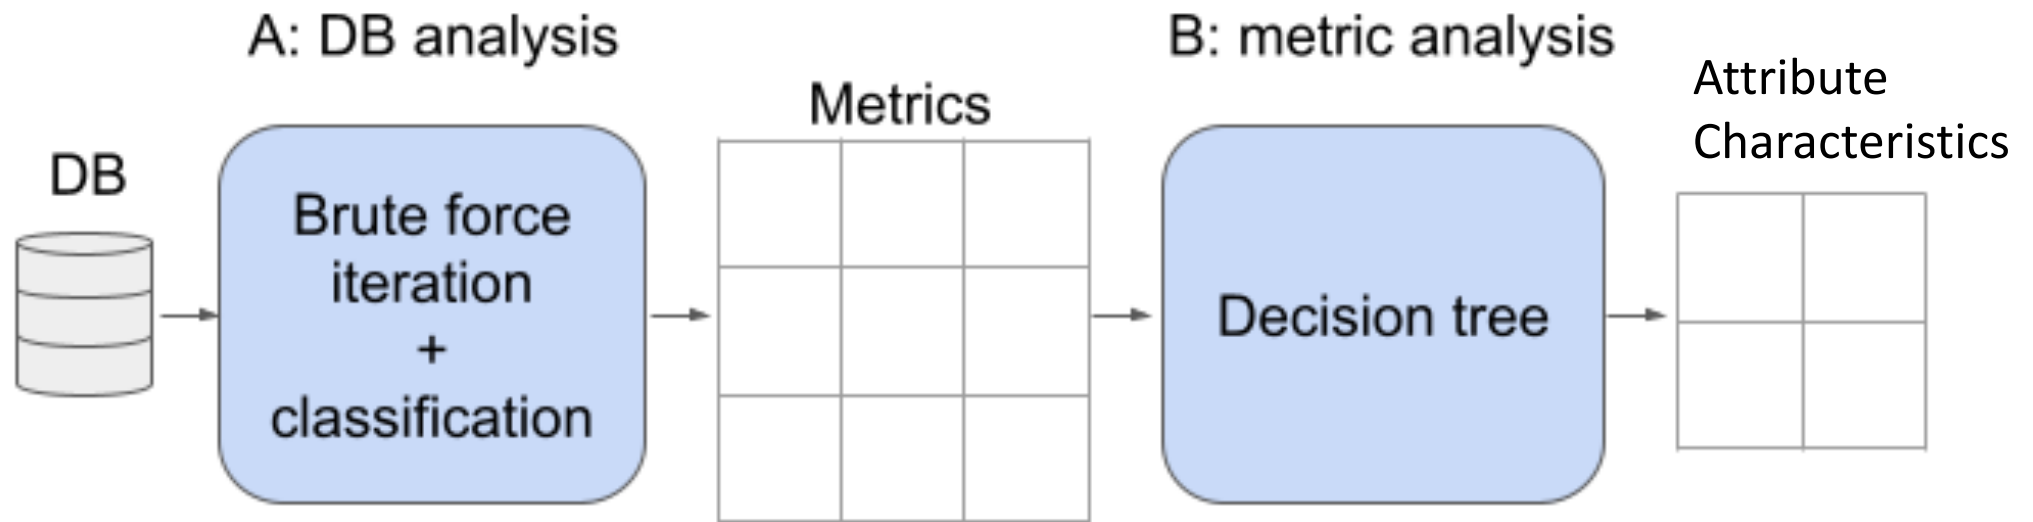 A: DB analysis
B: metric analysis
Attribute
Characteristics
Metrics
DB
Brute force
iteration
+
classification
Decision tree